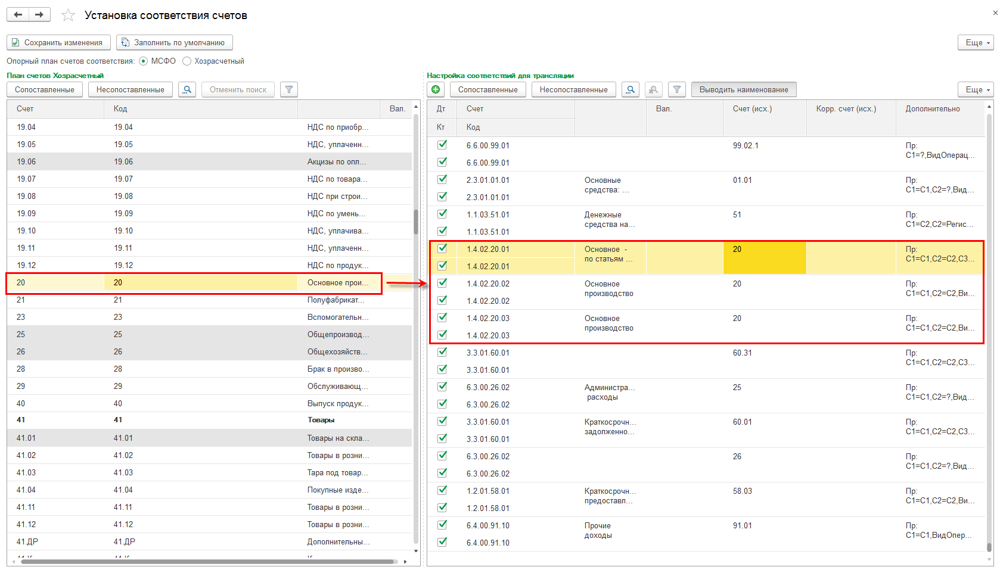 Установка соответствия счетов
Сохранить изменения
Заполнить по умолчанию
Еще
Опорный план счетов соответствия: МСФО Хозрасчетный
План счетов Хозрасчетный
Сопоставленные Несопоставленные Отменить поиск
Счет Код Вал.
19.04 19.04 НДС по приобр...
19.05 19.05 НДС, уплаченн...
19.06 19.06 Акцизы по опл...
19.07 19.07 НДС по товара...
19.08 19.08 НДС при строи...
19.09 19.09 НДС по умень...
19.10 19.10 НДС, уплачива...
19.11 19.11 НДС, уплаченн...
19.12 19.12 НДС по продук...
20 20 Основное прои...
21 21 Полуфабрикат...
23 23 Вспомогательн...
25 25 Общепроизвод...
26 26 Общехозяйств...
28 28 Брак в произво...
29 29 Обслуживающ...
40 40 Выпуск продук...
41 41 Товары
41.01 41.01 Товары на скла...
41.02 41.02 Товары в розни...
41.03 41.03 Тара под товар...
41.04 41.04 Покупные изде...
41.11 41.11 Товары в розни...
41.12 41.12 Товары в розни...
41.ДР 41.ДР Дополнительны...
Настройка соответствий для трансляции
Сопоставленные Несопоставленные Выводить наименование Еще
Дт Счет Вал. Счет (исх.) Корр. счет (исх.) Дополнительно
Кт Код
6.6.00.99.01 99.02.1 Пр:
С1=?,ВидОперац...
6.6.00.99.01
2.3.01.01.01 Основные 01.01 Пр:
средства: ... С1=С1,С2=?,Вид...
2.3.01.01.01
1.1.03.51.01 Денежные 51 Пр:
средства на... С1=С2,С2=Регис...
1.1.03.51.01
1.4.02.20.01 Основное - 20 Пр:
по статьям ... С1=С1,С2=С2,С3...
1.4.02.20.01
1.4.02.20.02 Основное 20 Пр:
производство С1=С1,С2=С2,Ви...
1.4.02.20.02
1.4.02.20.03 Основное 20 Пр:
производство С1=С1,С2=С2,Ви...
1.4.02.20.03
3.3.01.60.01 60.31 Пр:
С1=С1,С2=С2,С3...
3.3.01.60.01
6.3.00.26.02 Администра... 25 Пр:
расходы С1=С1,С2=?,Вид...
6.3.00.26.02
3.3.01.60.01 Краткосрочн... 60.01 Пр:
задолженно... С1=С1,С2=С2,С3...
3.3.01.60.01
6.3.00.26.02 26 Пр:
С1=С1,С2=?,Вид...
6.3.00.26.02
1.2.01.58.01 Краткосрочн... 58.03 Пр:
предоставл... С1=С1,С2=С2,Ви...
1.2.01.58.01
6.4.00.91.10 Прочие 91.01 Пр:
доходы С1=С1,ВидОпер...
6.4.00.91.10